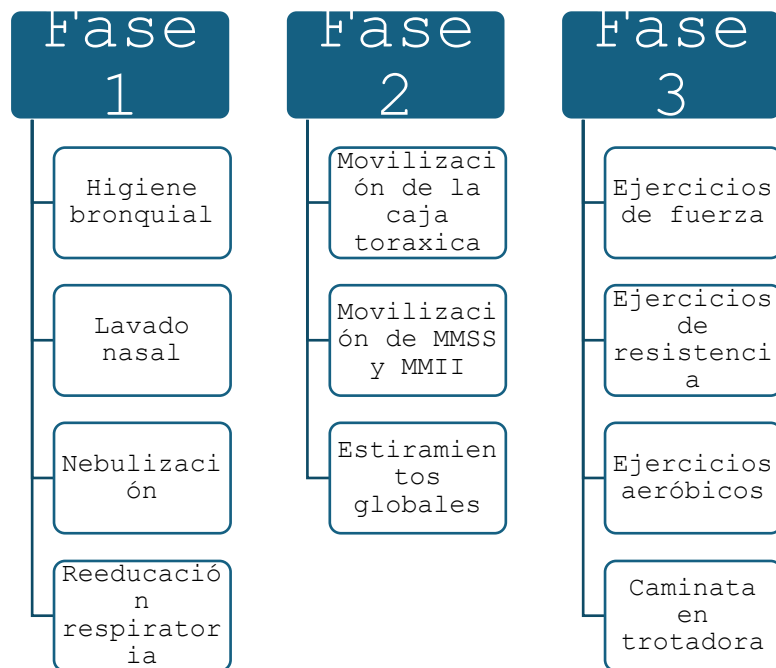 Fase
1
Higiene
bronquial
Lavado
nasal
Nebulizaci
ón
Reeducació
n
respirator
ia
Fase
2
Movilizaci
ón de la
caja
toraxica
Movilizaci
ón de MMSS
y MMII
Estiramien
tos
globales
Fase
3
Ejercicios
de fuerza
Ejercicios
de
resistenci
a
Ejercicios
aeróbicos
Caminata
en
trotadora